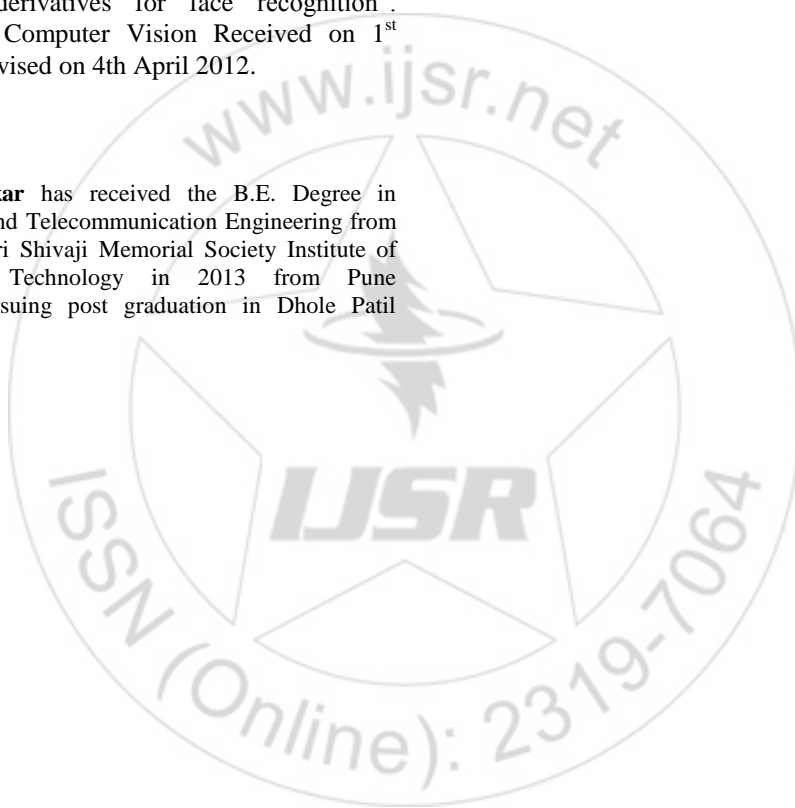 derivatives for face recognition".
Computer Vision Received on 1st
vised on 4th April 2012.
kar has received the B.E. Degree in
nd Telecommunication Engineering from
ri Shivaji Memorial Society Institute of
Technology in 2013 from Pune
suing post graduation in Dhole Patil
www.ijsr.net
IJSR
ISSN (Online): 2319-7064